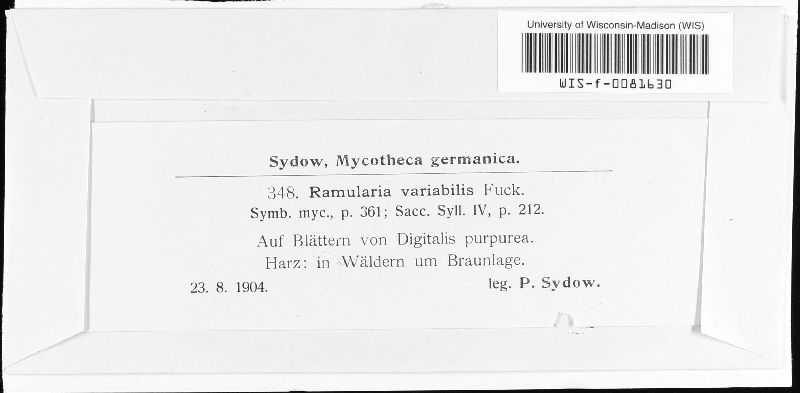 University of Wisconsin-Madison (WIS)
WIS-f-0081630
Sydow, Mycotheca germanica.
348. Ramularia variabilis Fuck.
Symb. myc., p. 361; Sacc. Syll. IV, p. 212.
Auf Blättern von Digitalis purpurea.
Harz: in Wäldern um Braunlage.
23. 8. 1904. leg. P. Sydow.